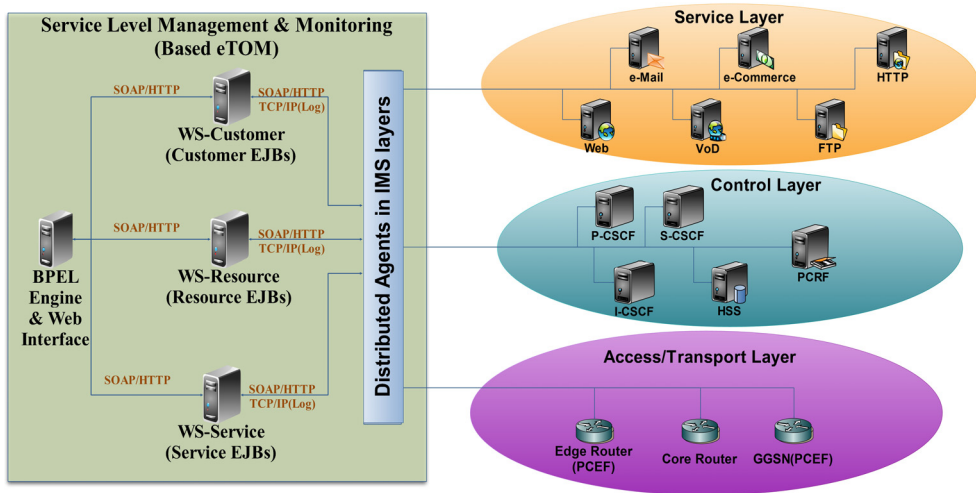 Service Level Management & Monitoring
(Based eTOM)
SOAP/HTTP
SOAP/HTTP
TCP/IP(Log)
WS-Customer
(Customer EJBs)
SOAP/HTTP
SOAP/HTTP
TCP/IP(Log)
WS-Resource
(Resource EJBs)
BPEL
Engine
& Web
Interface
SOAP/HTTP
SOAP/HTTP
TCP/IP(Log)
WS-Service
(Service EJBs)
Distributed Agents in IMS layers
Service Layer
e-Mail
e-Commerce
HTTP
Web
VoD
FTP
Control Layer
P-CSCF
S-CSCF
PCRF
I-CSCF
HSS
Access/Transport Layer
Edge Router
(PCEF)
Core Router
GGSN(PCEF)